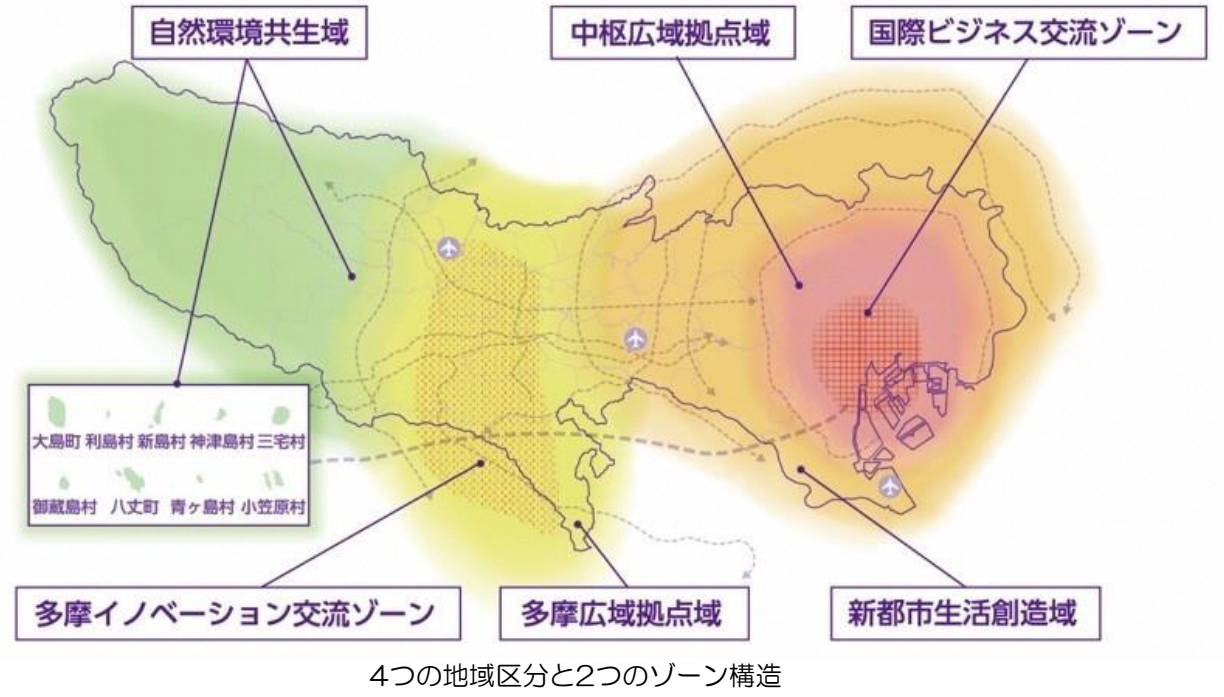 自然環境共生域
中枢広域拠点域
国際ビジネス交流ゾーン
大島町 利島村 新島村 神津島村 三宅村
御蔵島村 八丈町 青ヶ島村 小笠原村
多摩イノベーション交流ゾーン
多摩広域拠点域
新都市生活創造域
4つの地域区分と2つのゾーン構造